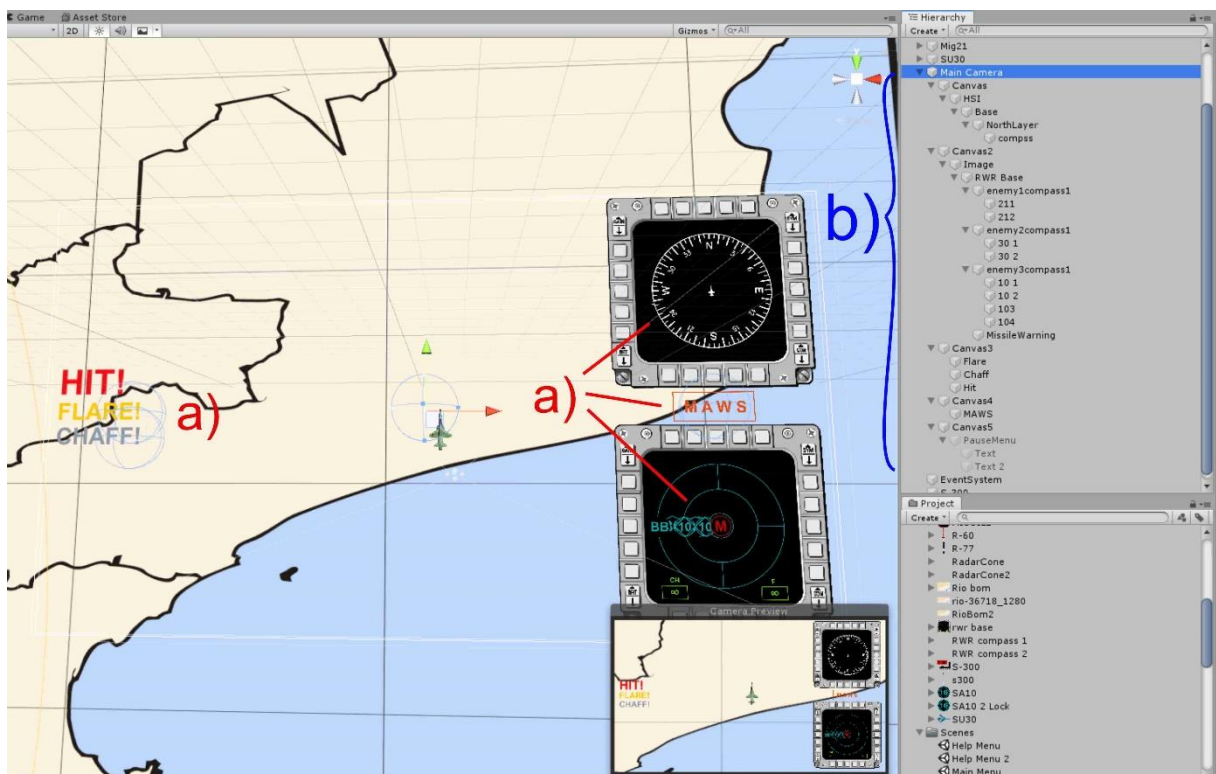 Game
Asset Store
2D
Gizmos
All
y
HIT!
FLARE!
CHAFF!
a)
a)
b)
N
E
S
W
MAWS
M
CH
F
Camera Preview
HIT!
FLARE!
CHAFF!
Hierarchy
Create
All
Mig21
SU30
Main Camera
Canvas
HSI
Base
NorthLayer
compss
Canvas2
Image
RWR Base
enemy1compass1
211
212
enemy2compass1
30 1
30 2
enemy3compass1
10 1
10 2
103
104
MissileWarning
Canvas3
Flare
Chaff
Hit
Canvas4
MAWS
Canvas5
PauseMenu
Text
Text 2
EventSystem
S-300
Project
Create
R-60
R-77
RadarCone
RadarCone2
Rio bom
rio-36718_1280
RioBom2
rwr base
RWR compass 1
RWR compass 2
S-300
s300
SA10
SA10 2 Lock
SU30
Scenes
Help Menu
Help Menu 2
Main Menu